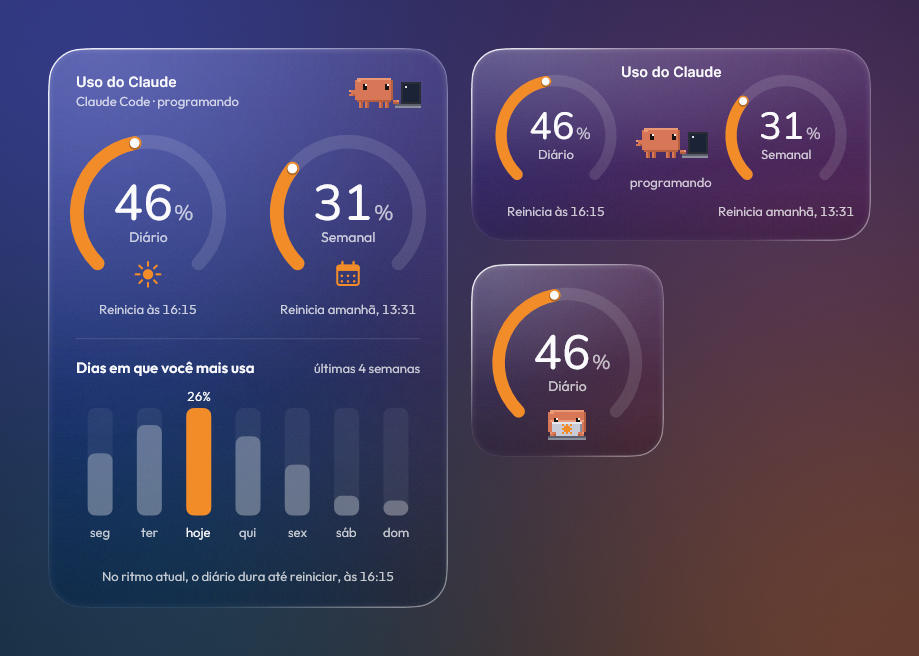 Uso do Claude
Claude Code · programando
46%
Diário
Reinicia às 16:15
31%
Semanal
Reinicia amanhã, 13:31
Dias em que você mais usa
últimas 4 semanas
26%
seg
ter
hoje
qui
sex
sáb
dom
No ritmo atual, o diário dura até reiniciar, às 16:15
Uso do Claude
46%
Diário
Reinicia às 16:15
programando
31%
Semanal
Reinicia amanhã, 13:31
46%
Diário